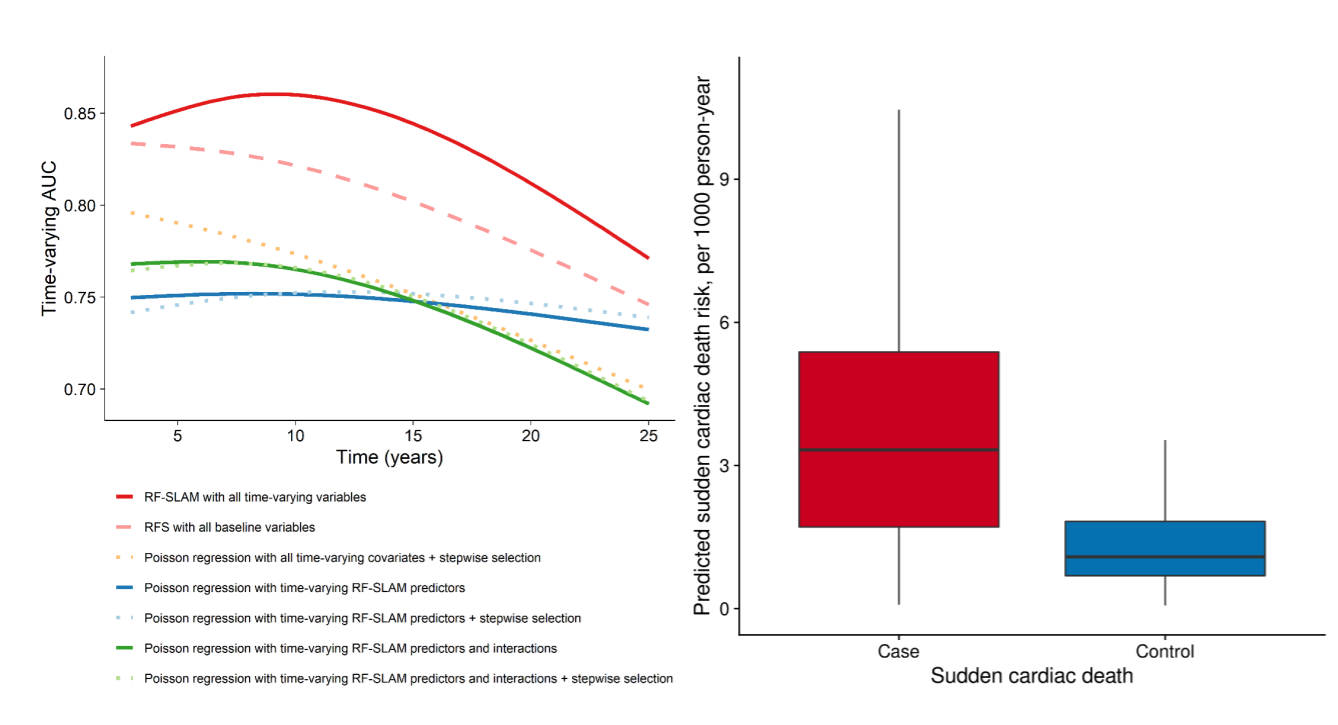 Time-varying AUC
0.85
0.80
0.75
0.70
5 10 15 20 25
Time (years)
RF-SLAM with all time-varying variables
RFS with all baseline variables
Poisson regression with all time-varying covariates + stepwise selection
Poisson regression with time-varying RF-SLAM predictors
Poisson regression with time-varying RF-SLAM predictors + stepwise selection
Poisson regression with time-varying RF-SLAM predictors and interactions
Poisson regression with time-varying RF-SLAM predictors and interactions + stepwise selection
Predicted sudden cardiac death risk, per 1000 person-year
9
6
3
0
Case Control
Sudden cardiac death